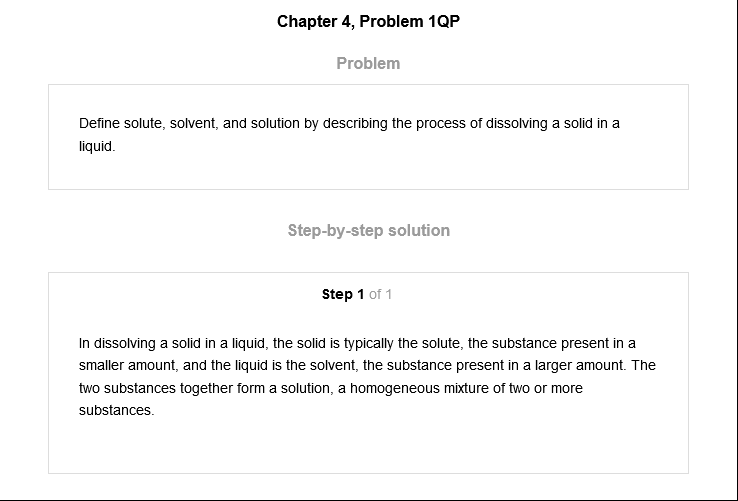 Chapter 4, Problem 1QP
Problem
Define solute, solvent, and solution by describing the process of dissolving a solid in a
liquid.
Step-by-step solution
Step 1 of 1
In dissolving a solid in a liquid, the solid is typically the solute, the substance present in a
smaller amount, and the liquid is the solvent, the substance present in a larger amount. The
two substances together form a solution, a homogeneous mixture of two or more
substances.